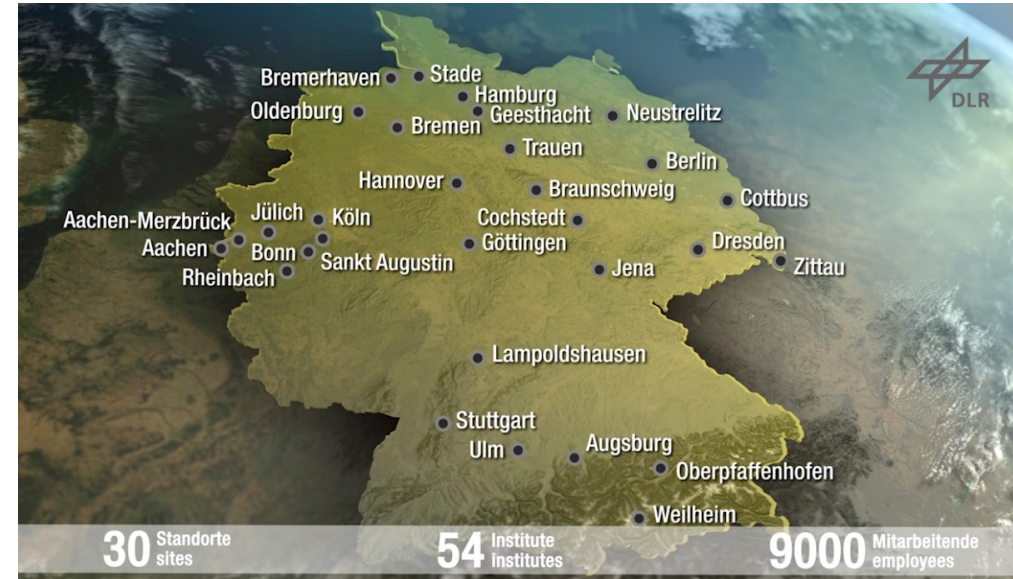 DLR
Bremerhaven
Stade
Hamburg
Oldenburg
Geesthacht
Neustrelitz
Bremen
Trauen
Berlin
Hannover
Braunschweig
Cottbus
Aachen-Merzbrück
Jülich
Köln
Cochstedt
Aachen
Bonn
Göttingen
Dresden
Sankt Augustin
Zittau
Rheinbach
Jena
Lampoldshausen
Stuttgart
Ulm
Augsburg
Oberpfaffenhofen
Weilheim
30 Standorte
sites
54 Institute
institutes
9000 Mitarbeitende
employees